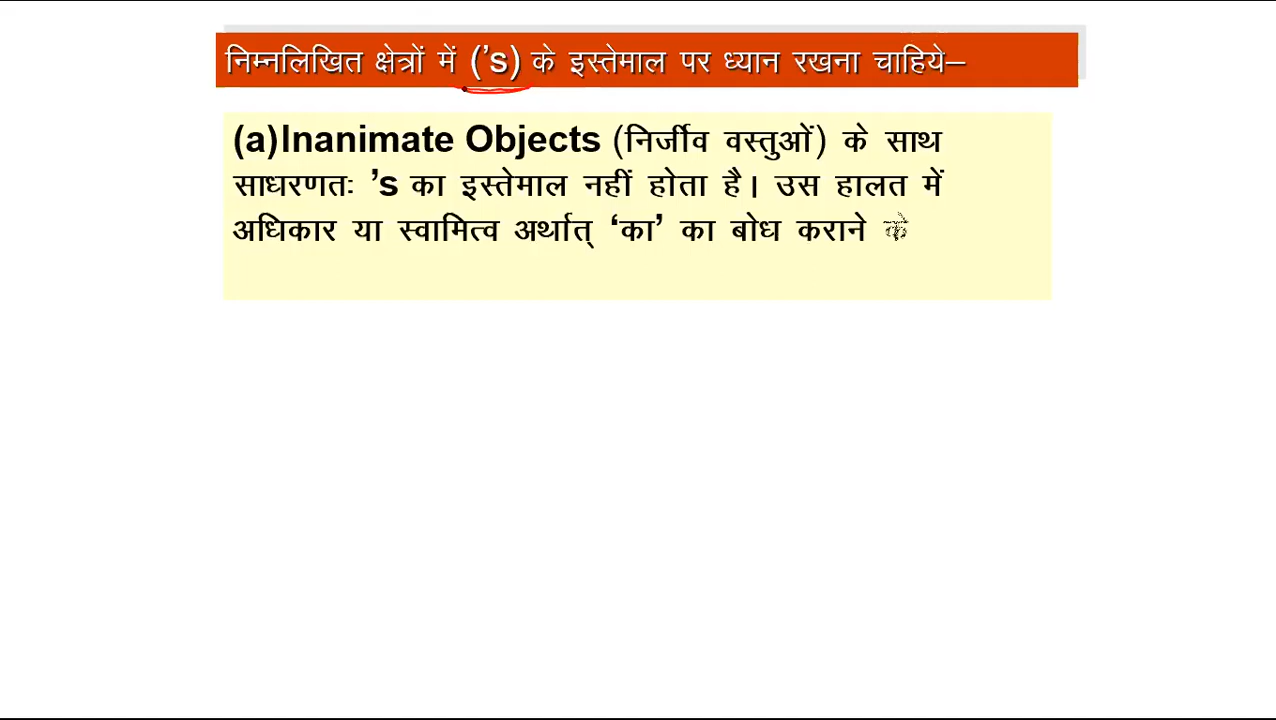 निम्नलिखित क्षेत्रों में (’s) के इस्तेमाल पर ध्यान रखना चाहिये–
(a)Inanimate Objects (निर्जीव वस्तुओं) के साथ
साधरणतः ’s का इस्तेमाल नहीं होता है। उस हालत में
अधिकार या स्वामित्व अर्थात् ‘का’ का बोध कराने के